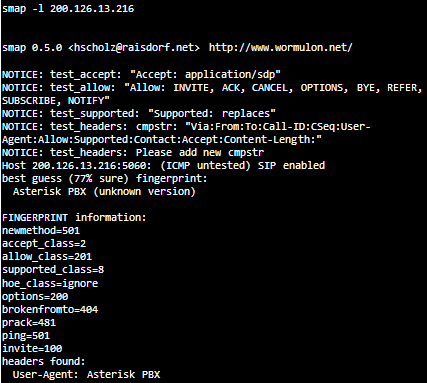 smap -l 200.126.13.216
smap 0.5.0 <hscholz@raisdorf.net> http://www.wormulon.net/
NOTICE: test_accept: "Accept: application/sdp"
NOTICE: test_allow: "Allow: INVITE, ACK, CANCEL, OPTIONS, BYE, REFER,
SUBSCRIBE, NOTIFY"
NOTICE: test_supported: "Supported: replaces"
NOTICE: test_headers: cmpstr: "Via:From:To:Call-ID:CSeq:User-
Agent:Allow:Supported:Contact:Accept:Content-Length:"
NOTICE: test_headers: Please add new cmpstr
Host 200.126.13.216:5060: (ICMP untested) SIP enabled
best guess (77% sure) fingerprint:
Asterisk PBX (unknown version)
FINGERPRINT information:
newmethod=501
accept_class=2
allow_class=201
supported_class=8
hoe_class=ignore
options=200
brokenfromto=404
prack=481
ping=501
invite=100
headers found:
User-Agent: Asterisk PBX